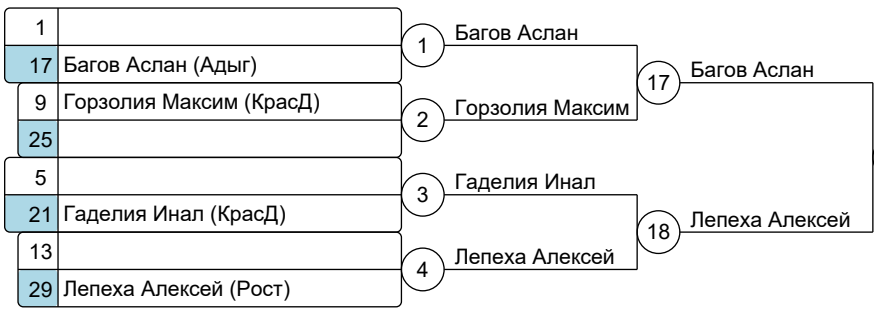 1
17 Багов Аслан (Адыг)
1 Багов Аслан
9 Горзолия Максим (КрасД)
25
2 Горзолия Максим
17 Багов Аслан
5
21 Гаделия Инал (КрасД)
3 Гаделия Инал
13
29 Лепеха Алексей (Рост)
4 Лепеха Алексей
18 Лепеха Алексей